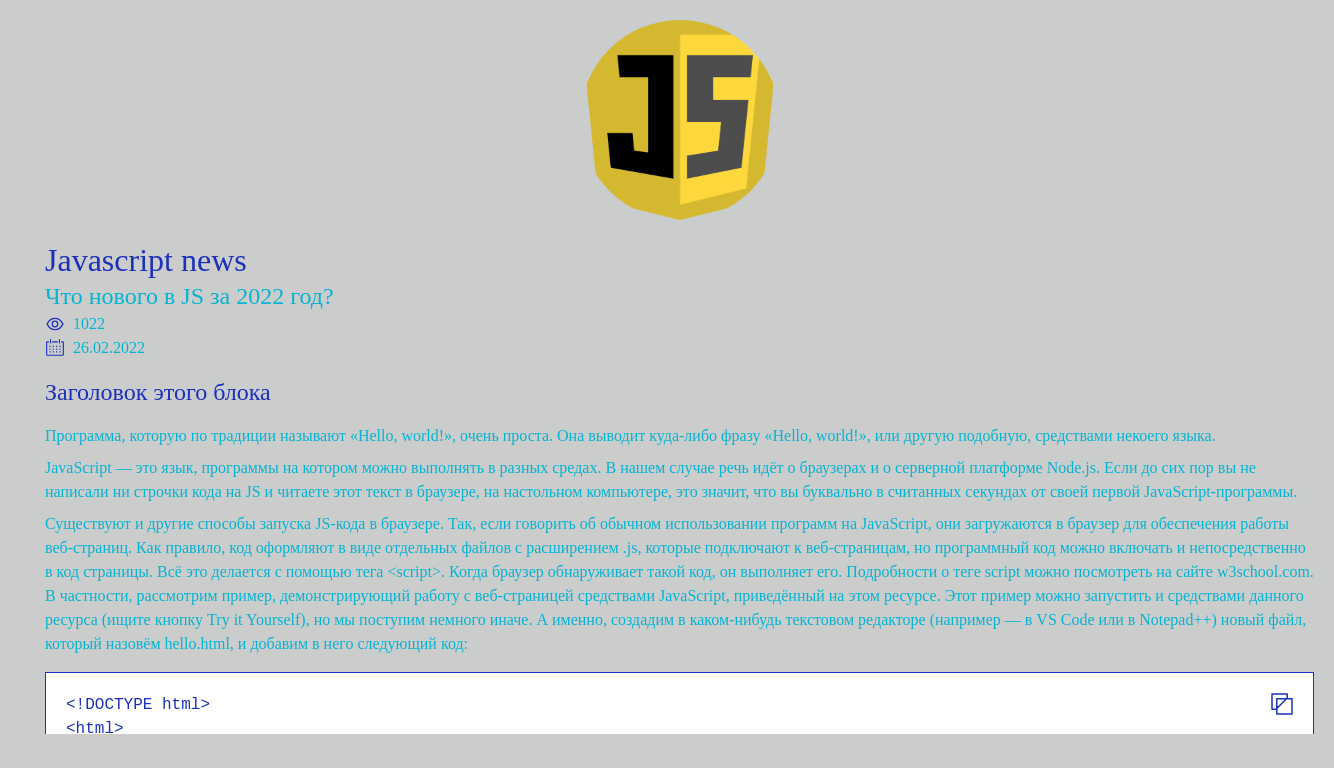 JS
Javascript news
Что нового в JS за 2022 год?
1022
26.02.2022
Заголовок этого блока
Программа, которую по традиции называют «Hello, world!», очень проста. Она выводит куда-либо фразу «Hello, world!», или другую подобную, средствами некоего языка.
JavaScript — это язык, программы на котором можно выполнять в разных средах. В нашем случае речь идёт о браузерах и о серверной платформе Node.js. Если до сих пор вы не
написали ни строчки кода на JS и читаете этот текст в браузере, на настольном компьютере, это значит, что вы буквально в считанных секундах от своей первой JavaScript-программы.
Существуют и другие способы запуска JS-кода в браузере. Так, если говорить об обычном использовании программ на JavaScript, они загружаются в браузер для обеспечения работы
веб-страниц. Как правило, код оформляют в виде отдельных файлов с расширением .js, которые подключают к веб-страницам, но программный код можно включать и непосредственно
в код страницы. Всё это делается с помощью тега <script>. Когда браузер обнаруживает такой код, он выполняет его. Подробности о теге script можно посмотреть на сайте w3school.com.
В частности, рассмотрим пример, демонстрирующий работу с веб-страницей средствами JavaScript, приведённый на этом ресурсе. Этот пример можно запустить и средствами данного
ресурса (ищите кнопку Try it Yourself), но мы поступим немного иначе. А именно, создадим в каком-нибудь текстовом редакторе (например — в VS Code или в Notepad++) новый файл,
который назовём hello.html, и добавим в него следующий код:
<!DOCTYPE html>
<html>